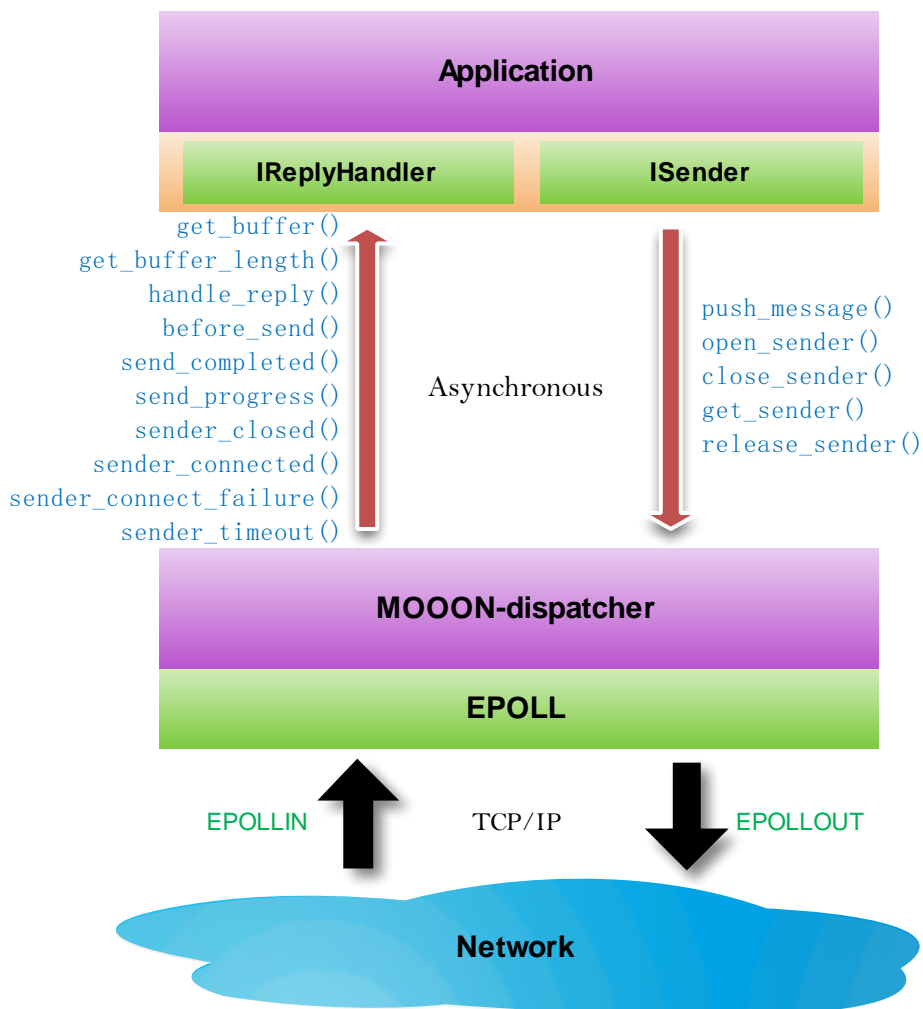 Application
IReplyHandler
ISender
get_buffer()
get_buffer_length()
handle_reply()
before_send()
send_completed()
send_progress()
sender_closed()
sender_connected()
sender_connect_failure()
sender_timeout()
Asynchronous
push_message()
open_sender()
close_sender()
get_sender()
release_sender()
MOOON-dispatcher
EPOLL
EPOLLIN
TCP/IP
EPOLLOUT
Network